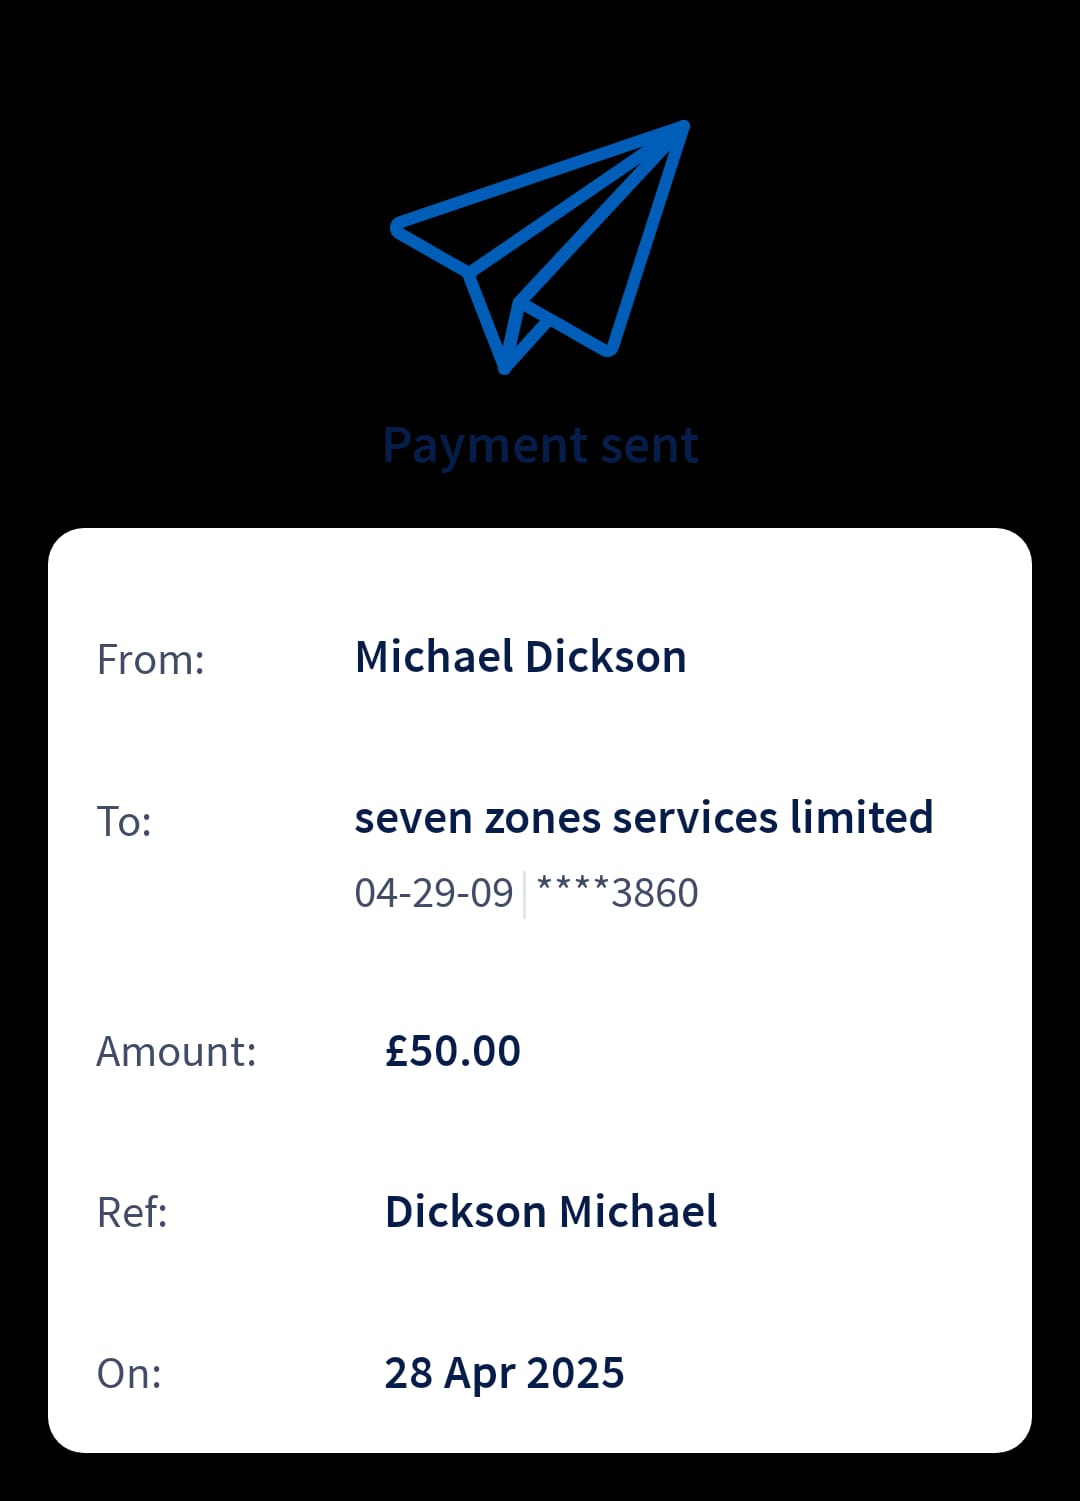 Payment sent
From: Michael Dickson
To: seven zones services limited
04-29-09 | ****3860
Amount: £50.00
Ref: Dickson Michael
On: 28 Apr 2025